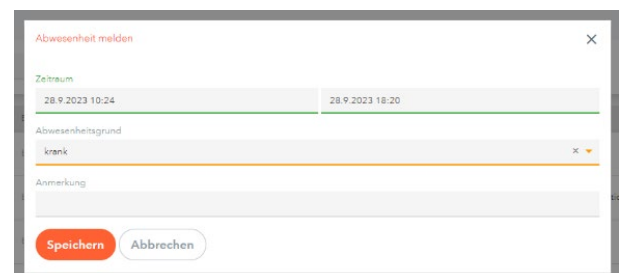 Abwesenheit melden
Zeitraum
28.9.2023 10:24 28.9.2023 18:20
Abwesenheitsgrund
krank
Anmerkung
Speichern Abbrechen